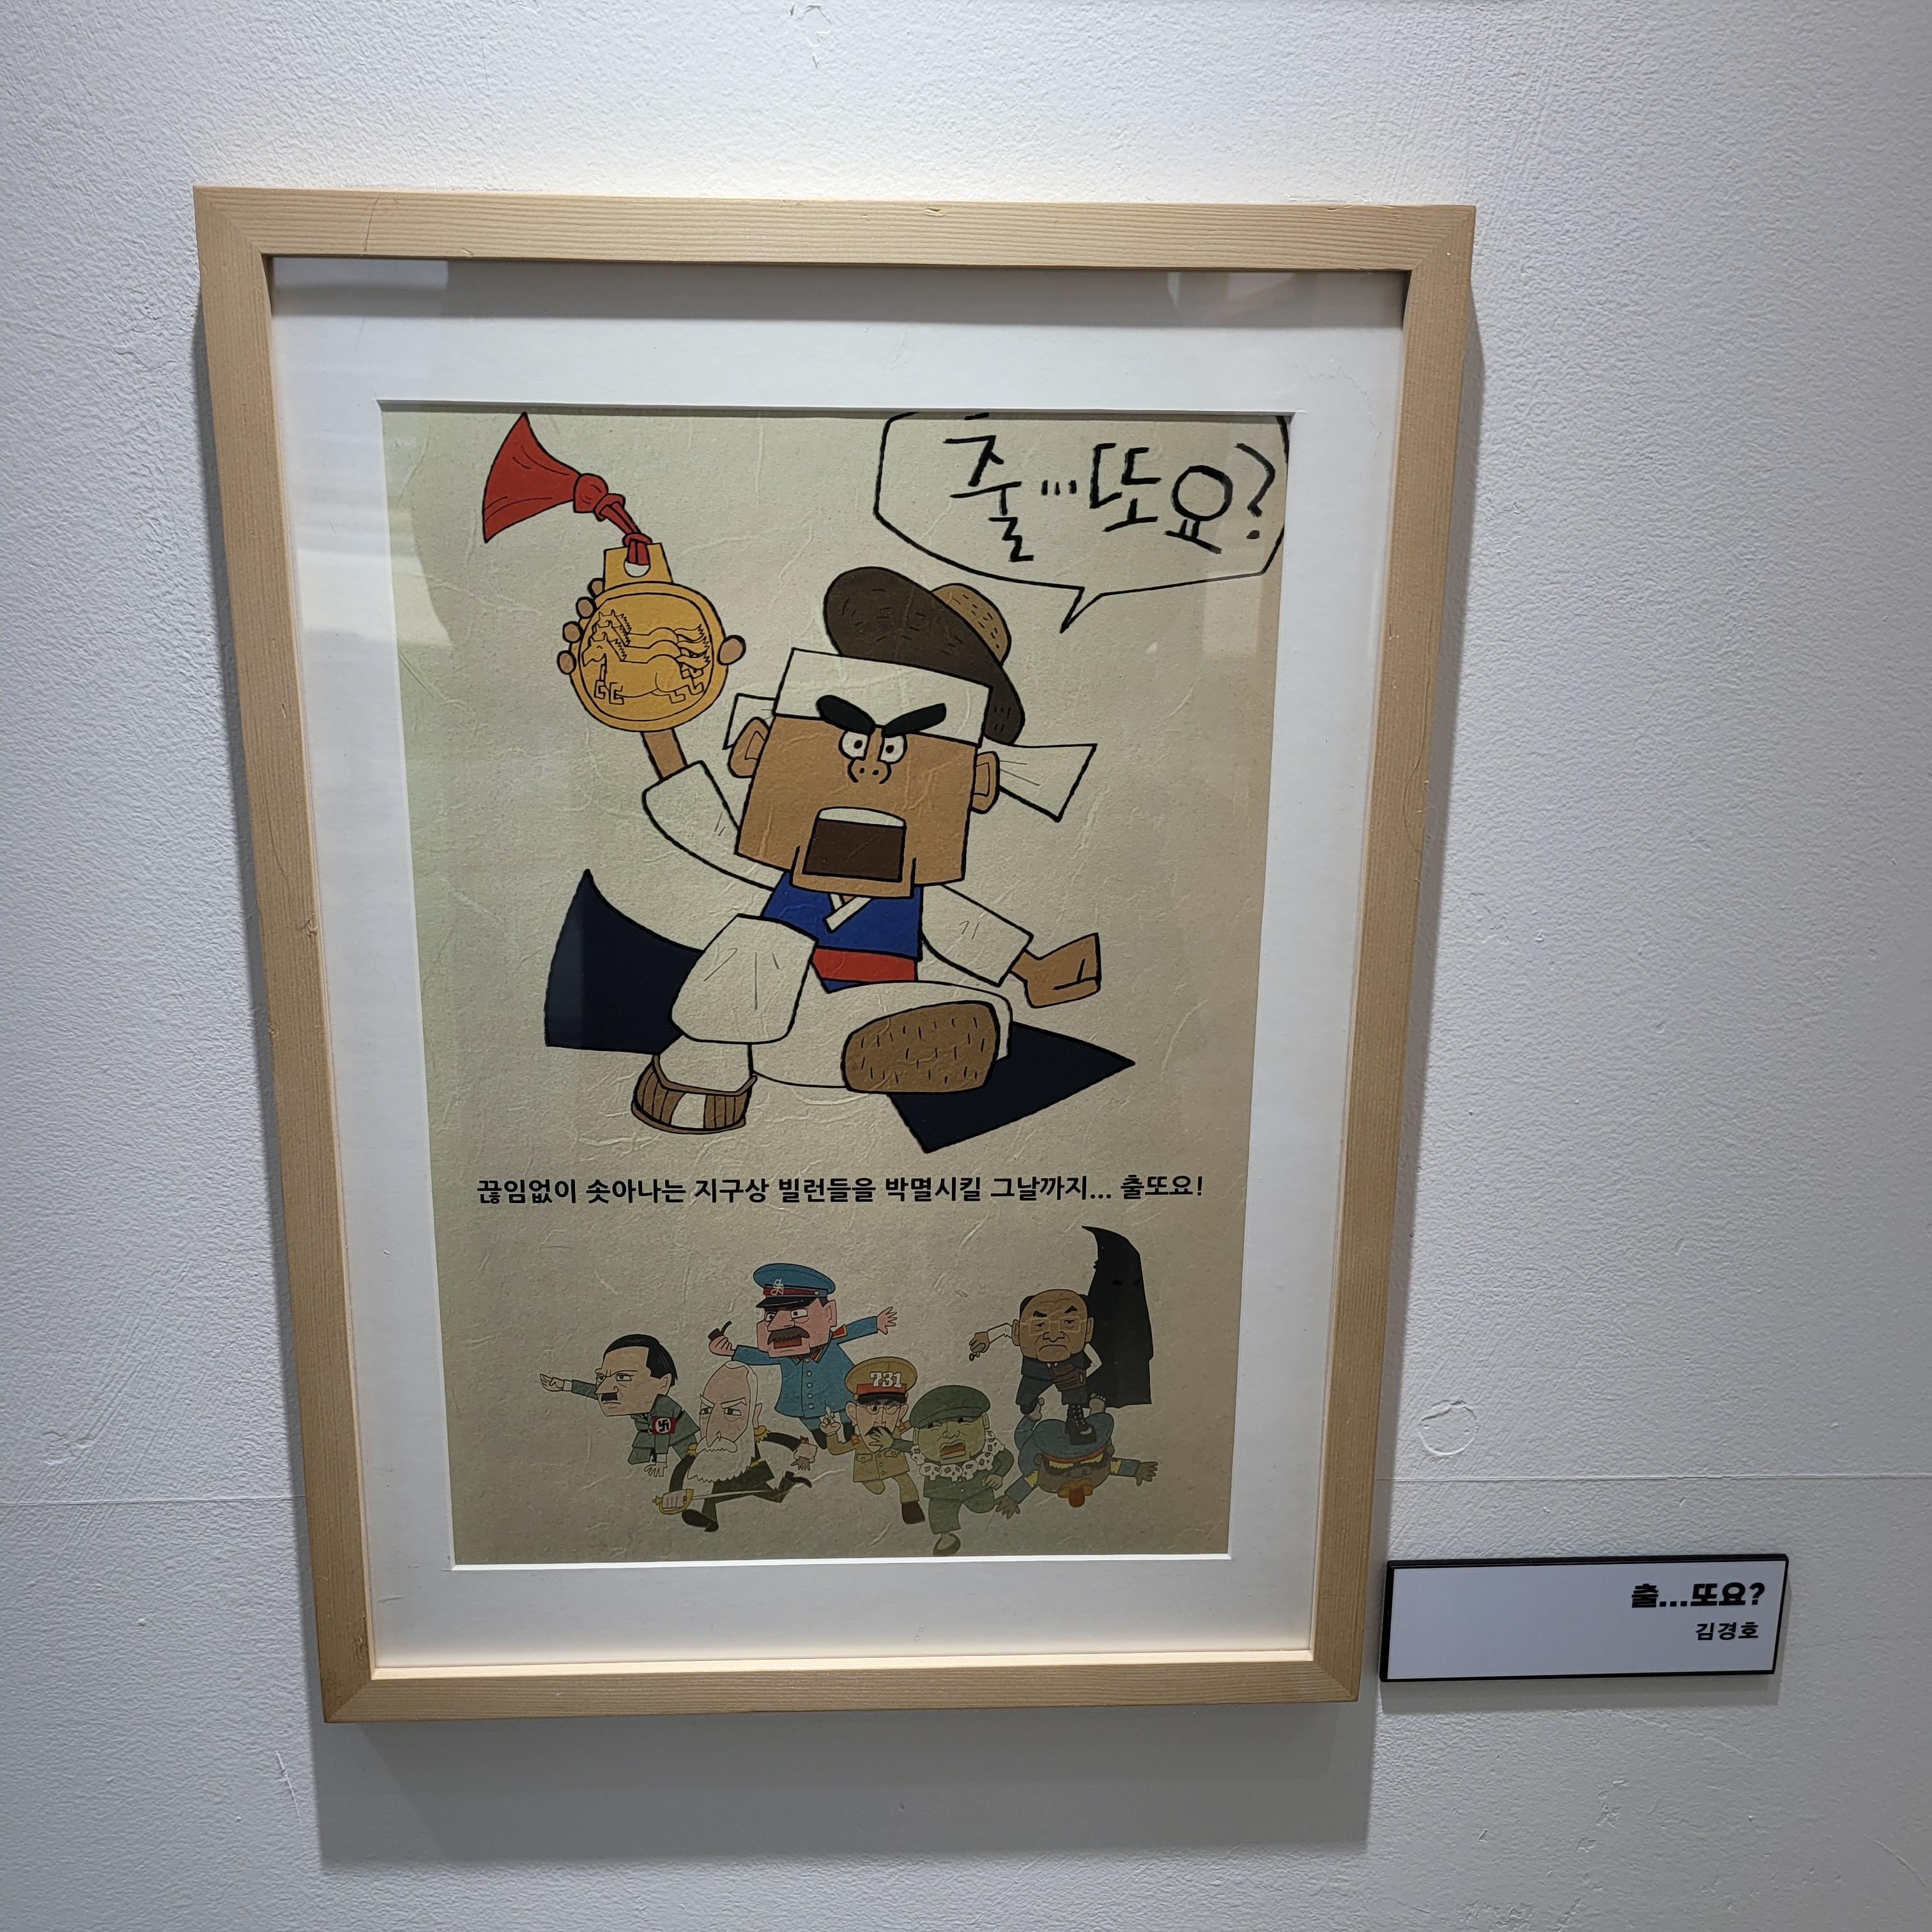 출...또요?
끊임없이 솟아나는 지구상 빌런들을 박멸시킬 그날까지... 출또요!
731
출...또요?
김경호